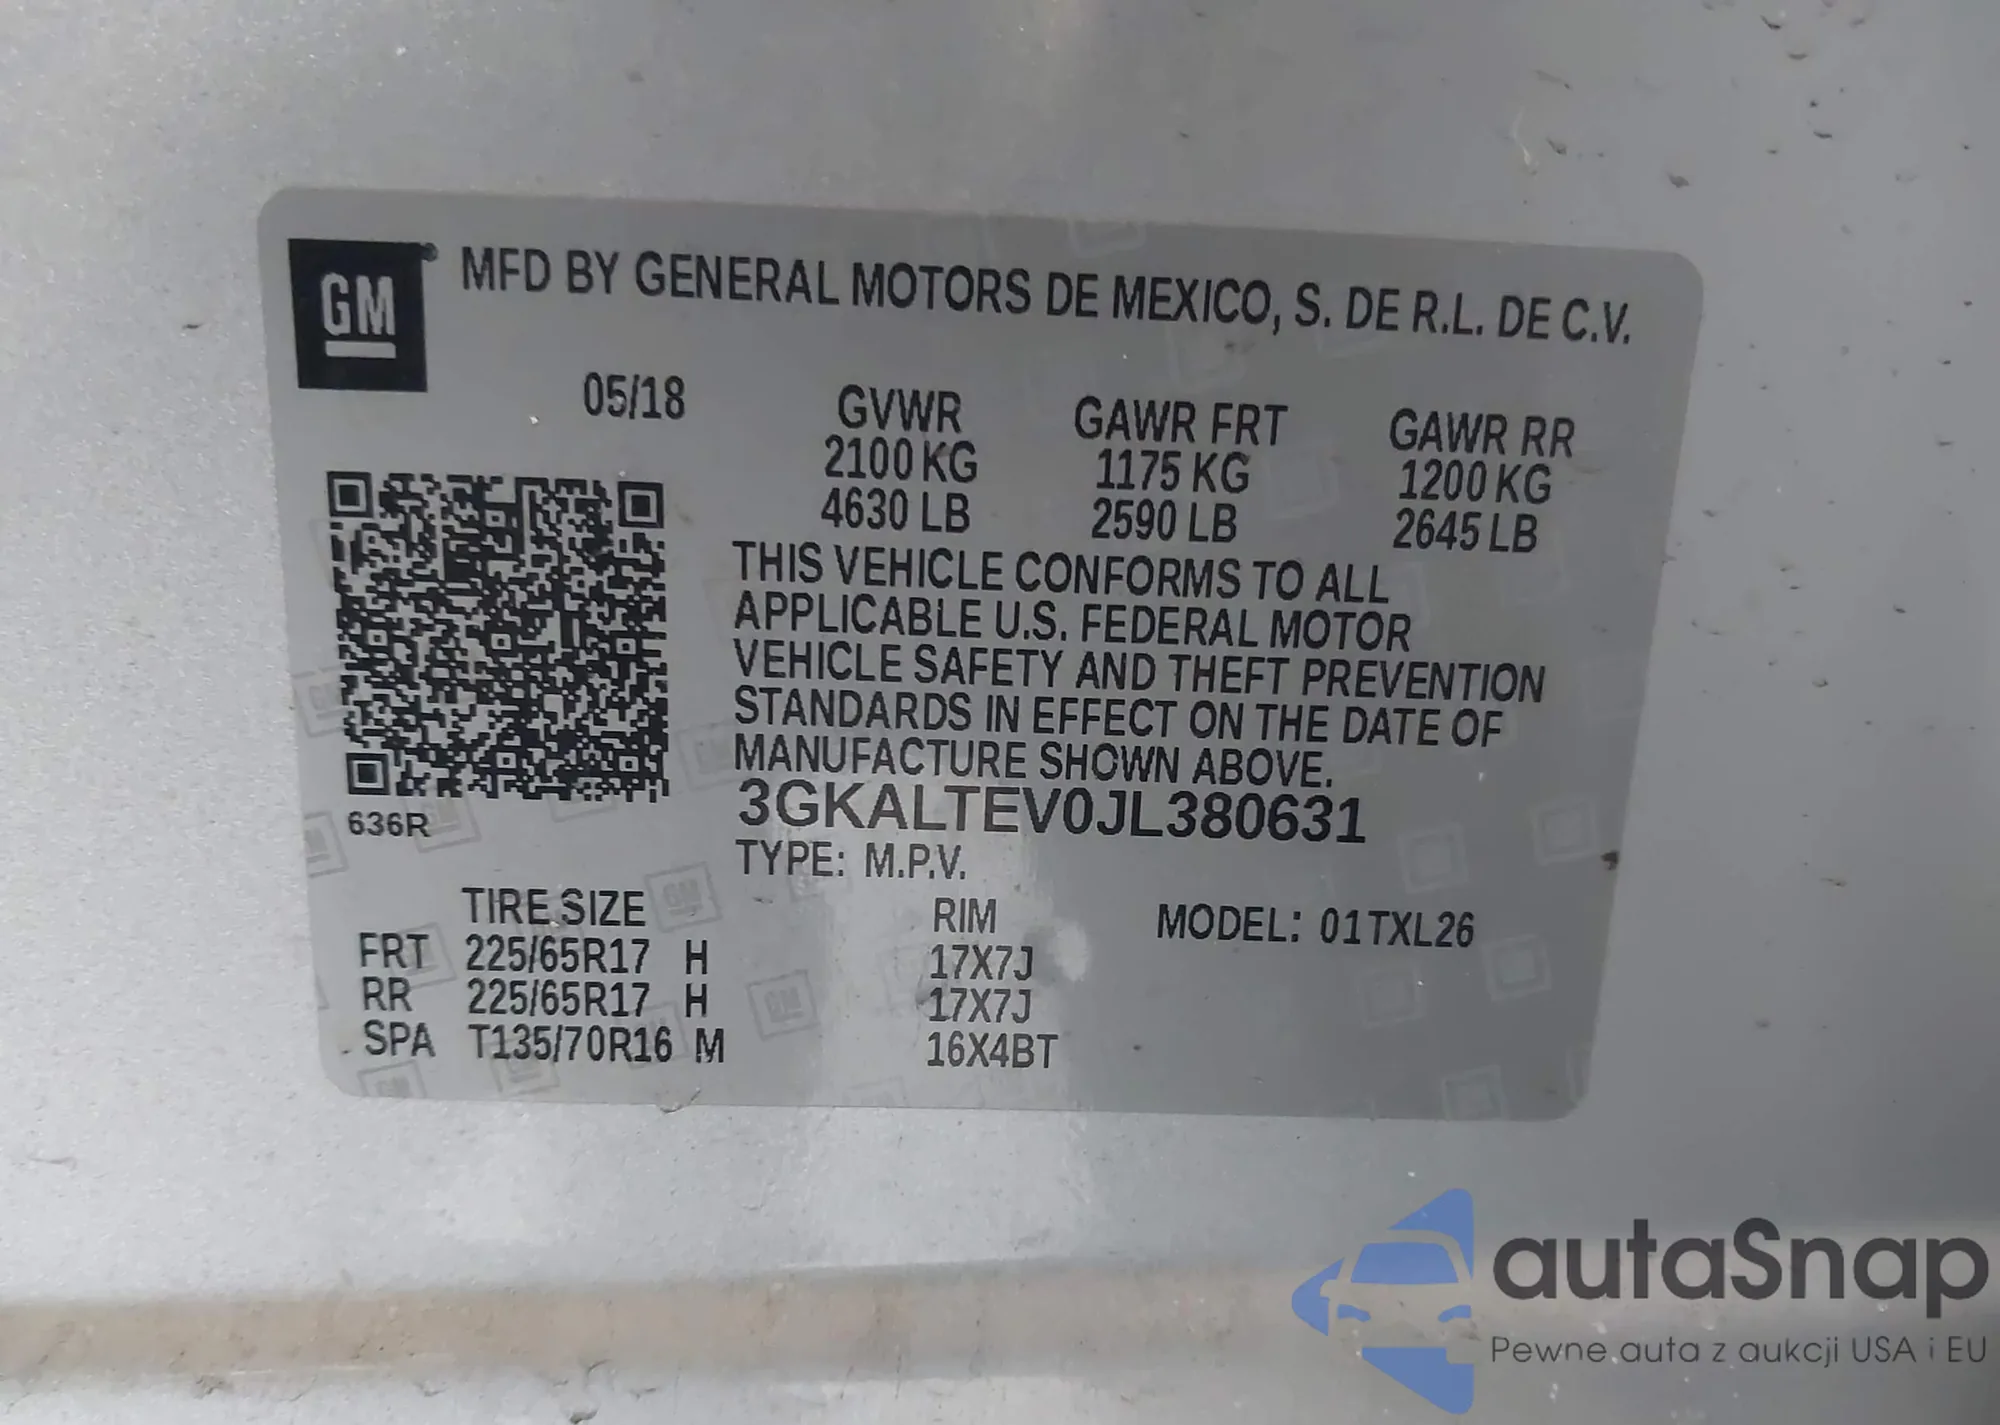 GM
MFD BY GENERAL MOTORS DE MEXICO, S. DE R.L. DE C.V.
05/18
GVWR GAWR FRT GAWR RR
2100 KG 1175 KG 1200 KG
4630 LB 2590 LB 2645 LB
THIS VEHICLE CONFORMS TO ALL
APPLICABLE U.S. FEDERAL MOTOR
VEHICLE SAFETY AND THEFT PREVENTION
STANDARDS IN EFFECT ON THE DATE OF
MANUFACTURE SHOWN ABOVE.
3GKALTEV0JL380631
636R
TYPE: M.P.V.
TIRE SIZE RIM MODEL: 01TXL26
FRT 225/65R17 H 17X7J
RR 225/65R17 H 17X7J
SPA T135/70R16 M 16X4BT
autaSnap
Pewne auta z aukcji USA i EU